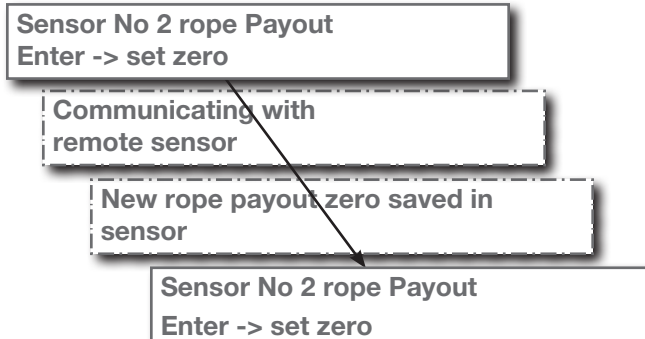 Sensor No 2 rope Payout
Enter -> set zero
Communicating with
remote sensor
New rope payout zero saved in
sensor
Sensor No 2 rope Payout
Enter -> set zero